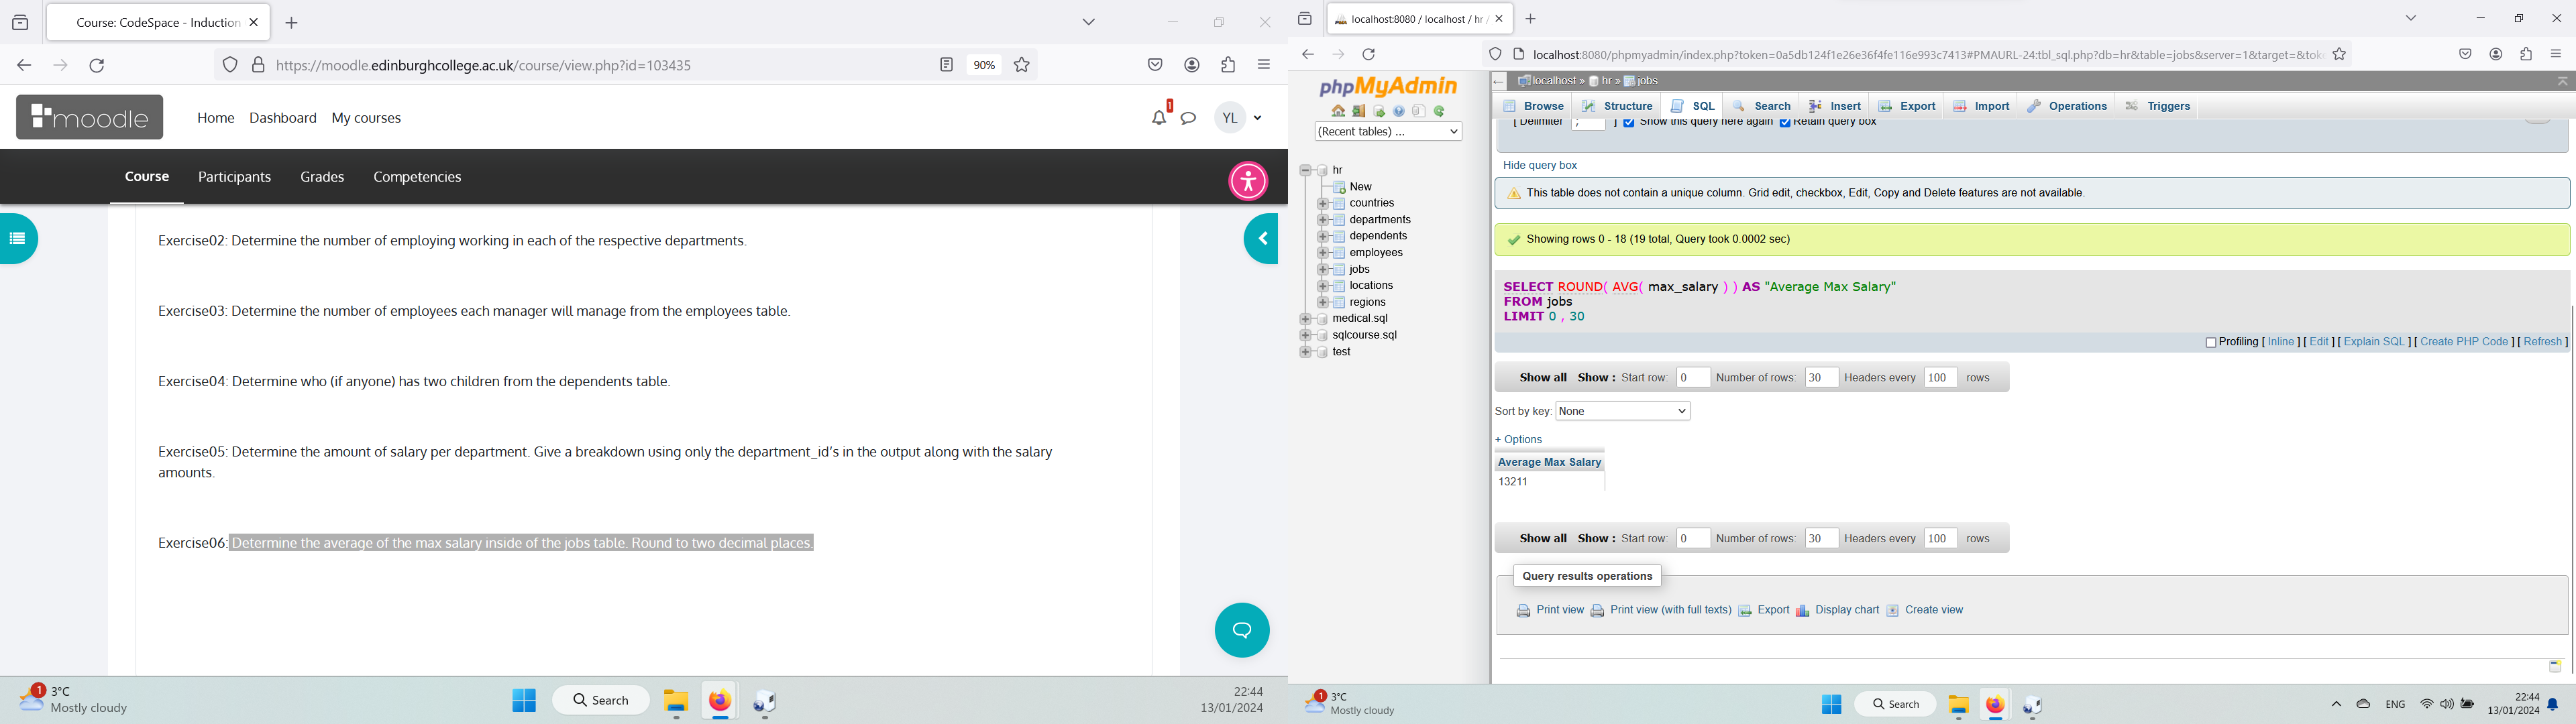 Course: CodeSpace - Induction
https://moodle.edinburghcollege.ac.uk/course/view.php?id=103435
90%
moodle
Home
Dashboard
My courses
1
YL
Course
Participants
Grades
Competencies
Exercise02: Determine the number of employing working in each of the respective departments.
Exercise03: Determine the number of employees each manager will manage from the employees table.
Exercise04: Determine who (if anyone) has two children from the dependents table.
Exercise05: Determine the amount of salary per department. Give a breakdown using only the department_id’s in the output along with the salary
amounts.
Exercise06: Determine the average of the max salary inside of the jobs table. Round to two decimal places.
1
3°C
Mostly cloudy
Search
22:44
13/01/2024
localhost:8080 / localhost / hr /
localhost:8080/phpmyadmin/index.php?token=0a5db124f1e26e36f4fe116e993c7413#PMAURL-24:tbl_sql.php?db=hr&table=jobs&server=1&target=&tok
phpMyAdmin
(Recent tables) ...
hr
New
countries
departments
dependents
employees
jobs
locations
regions
medical.sql
sqlcourse.sql
test
localhost » hr » jobs
Browse
Structure
SQL
Search
Insert
Export
Import
Operations
Triggers
[ Delimiter ; ] Show this query here again Retain query box
Hide query box
This table does not contain a unique column. Grid edit, checkbox, Edit, Copy and Delete features are not available.
Showing rows 0 - 18 (19 total, Query took 0.0002 sec)
SELECT ROUND( AVG( max_salary ) ) AS "Average Max Salary"
FROM jobs
LIMIT 0 , 30
Profiling [ Inline ] [ Edit ] [ Explain SQL ] [ Create PHP Code ] [ Refresh ]
Show all Show : Start row: 0 Number of rows: 30 Headers every 100 rows
Sort by key: None
+ Options
Average Max Salary
13211
Show all Show : Start row: 0 Number of rows: 30 Headers every 100 rows
Query results operations
Print view
Print view (with full texts)
Export
Display chart
Create view
1
3°C
Mostly cloudy
Search
ENG
22:44
13/01/2024